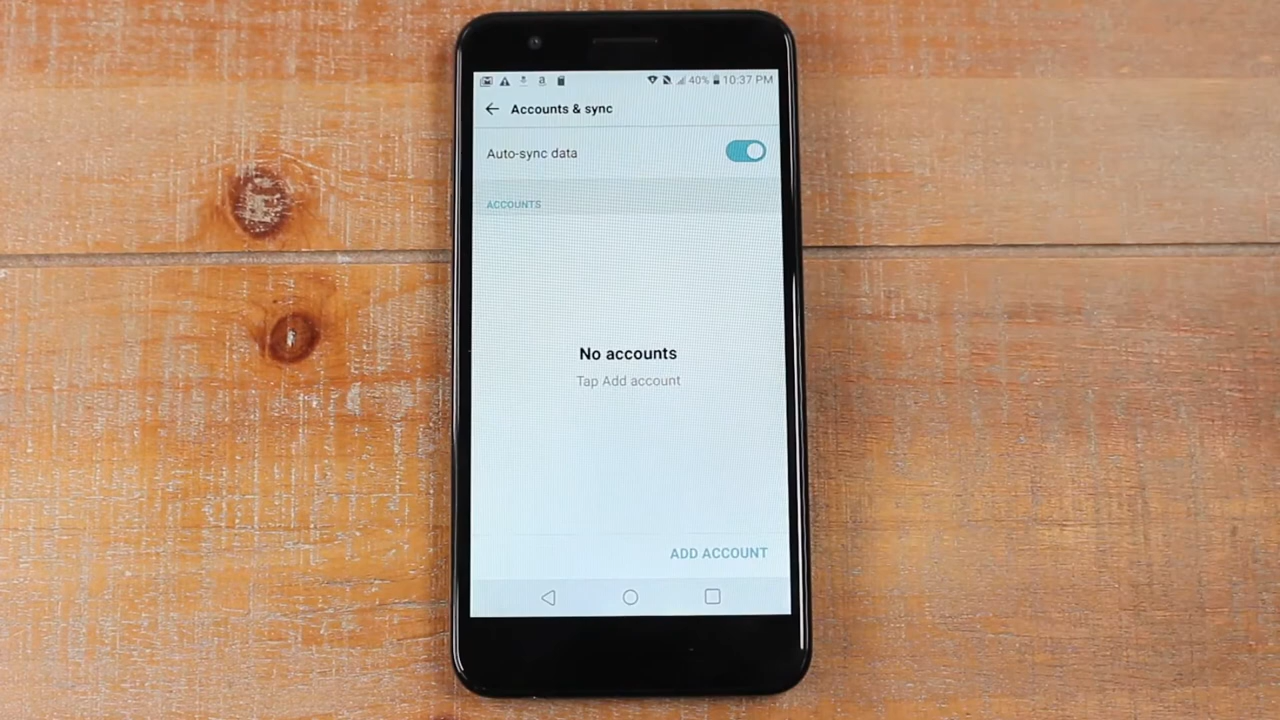 40% 10:37 PM
Accounts & sync
Auto-sync data
ACCOUNTS
No accounts
Tap Add account
ADD ACCOUNT